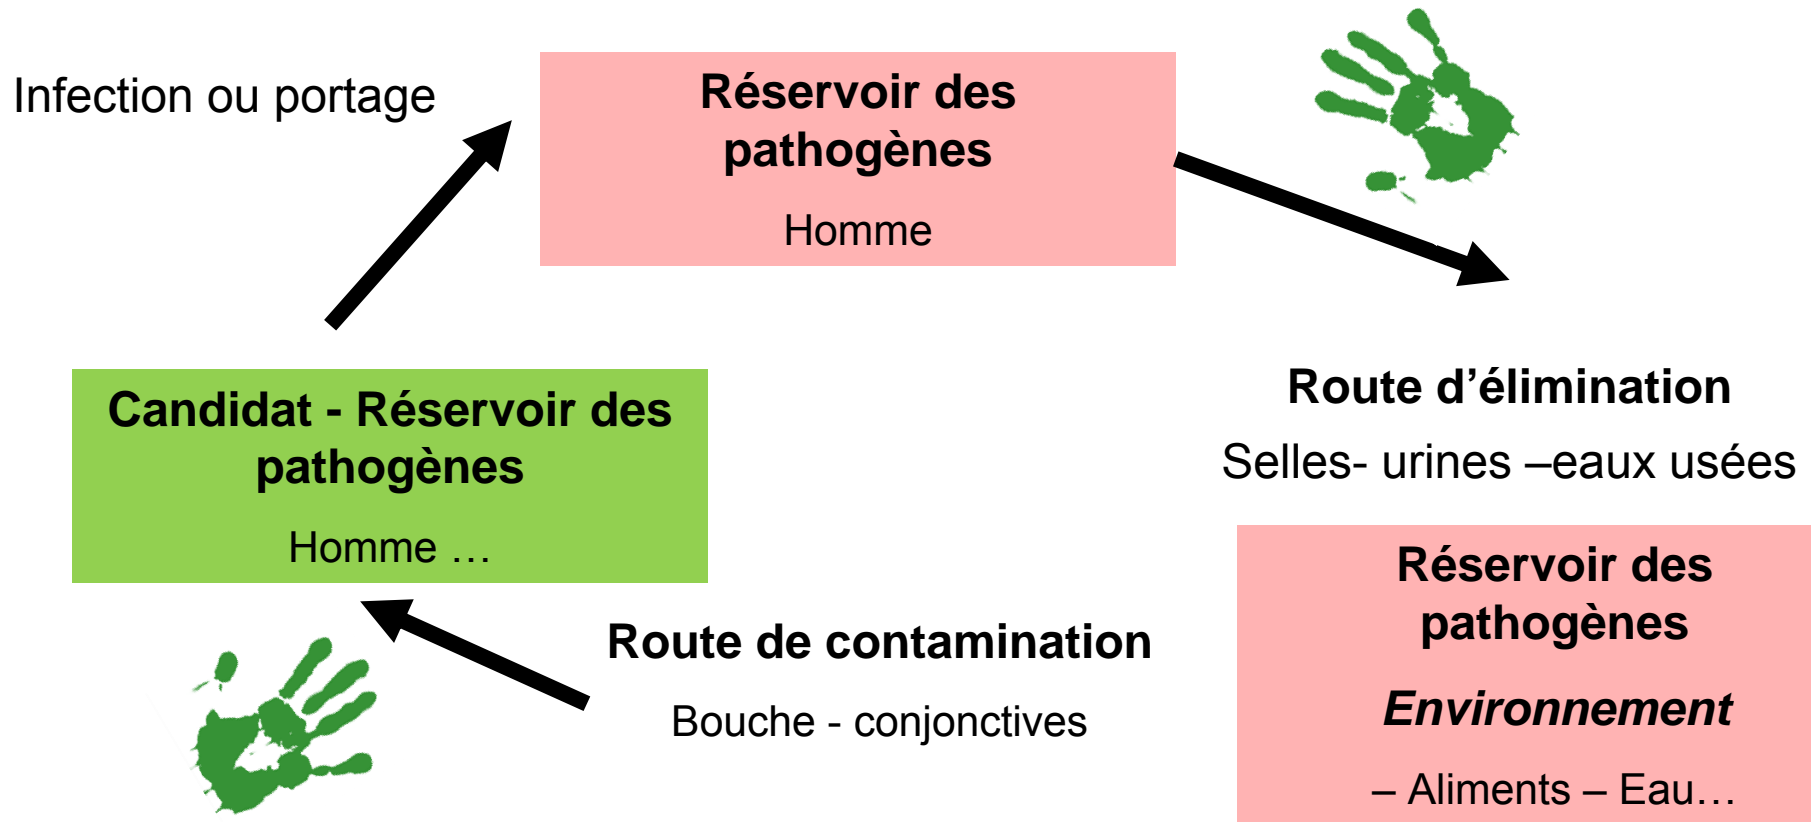 Infection ou portage
Réservoir des
pathogènes
Homme
Candidat - Réservoir des
pathogènes
Homme …
Route d’élimination
Selles- urines –eaux usées
Réservoir des
pathogènes
Environnement
– Aliments – Eau…
Route de contamination
Bouche - conjonctives